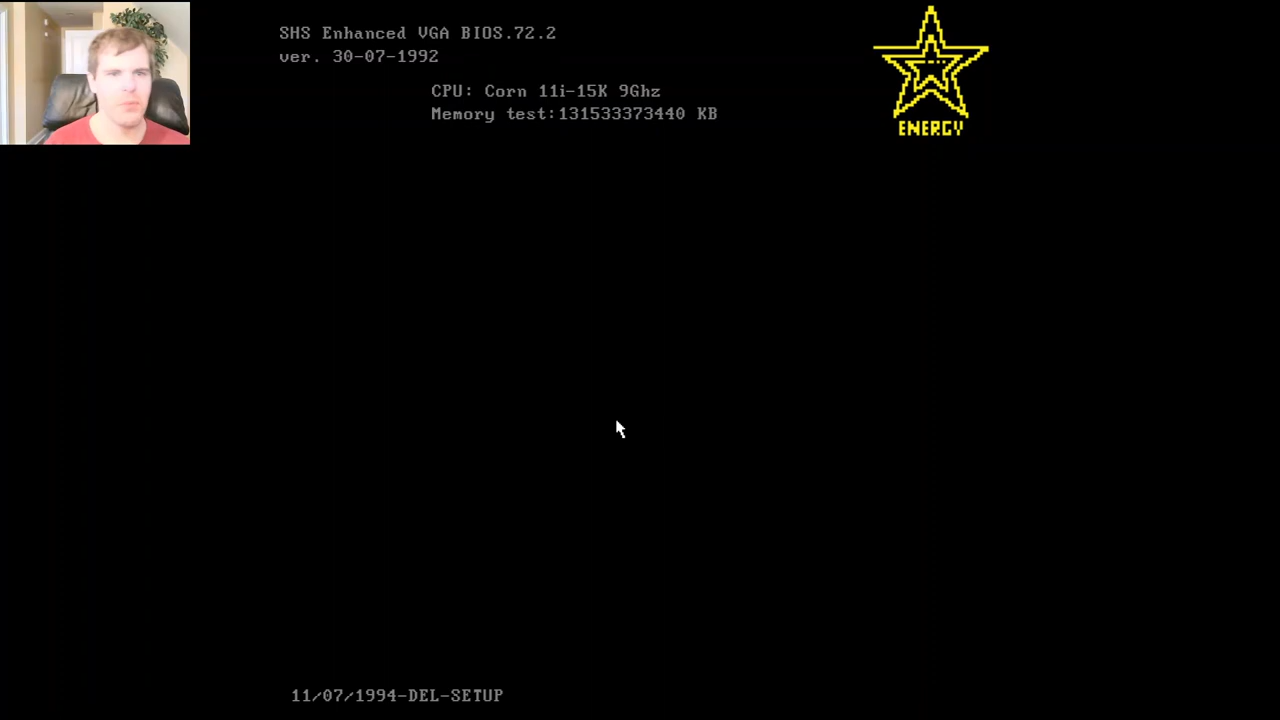 SHS Enhanced VGA BIOS.72.2
ver. 30-07-1992
CPU: Corn 11i-15K 9Ghz
Memory test:131533373440 KB
ENERGY
11/07/1994-DEL-SETUP